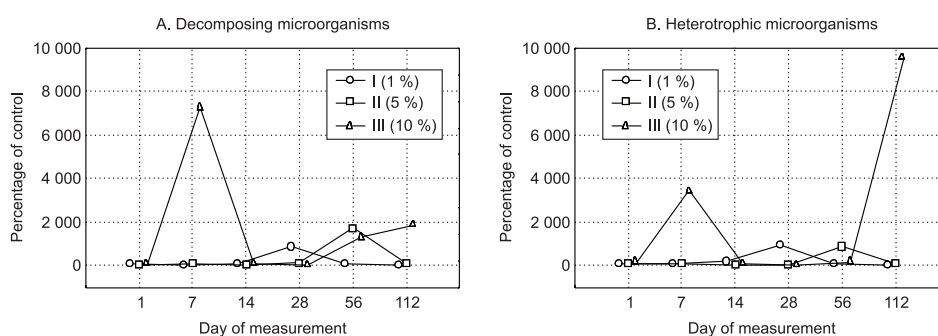 A. Decomposing microorganisms
Percentage of control
10 000
8 000
6 000
4 000
2 000
0
I (1 %)
II (5 %)
III (10 %)
1 7 14 28 56 112
Day of measurement
B. Heterotrophic microorganisms
Percentage of control
10 000
8 000
6 000
4 000
2 000
0
I (1 %)
II (5 %)
III (10 %)
1 7 14 28 56 112
Day of measurement